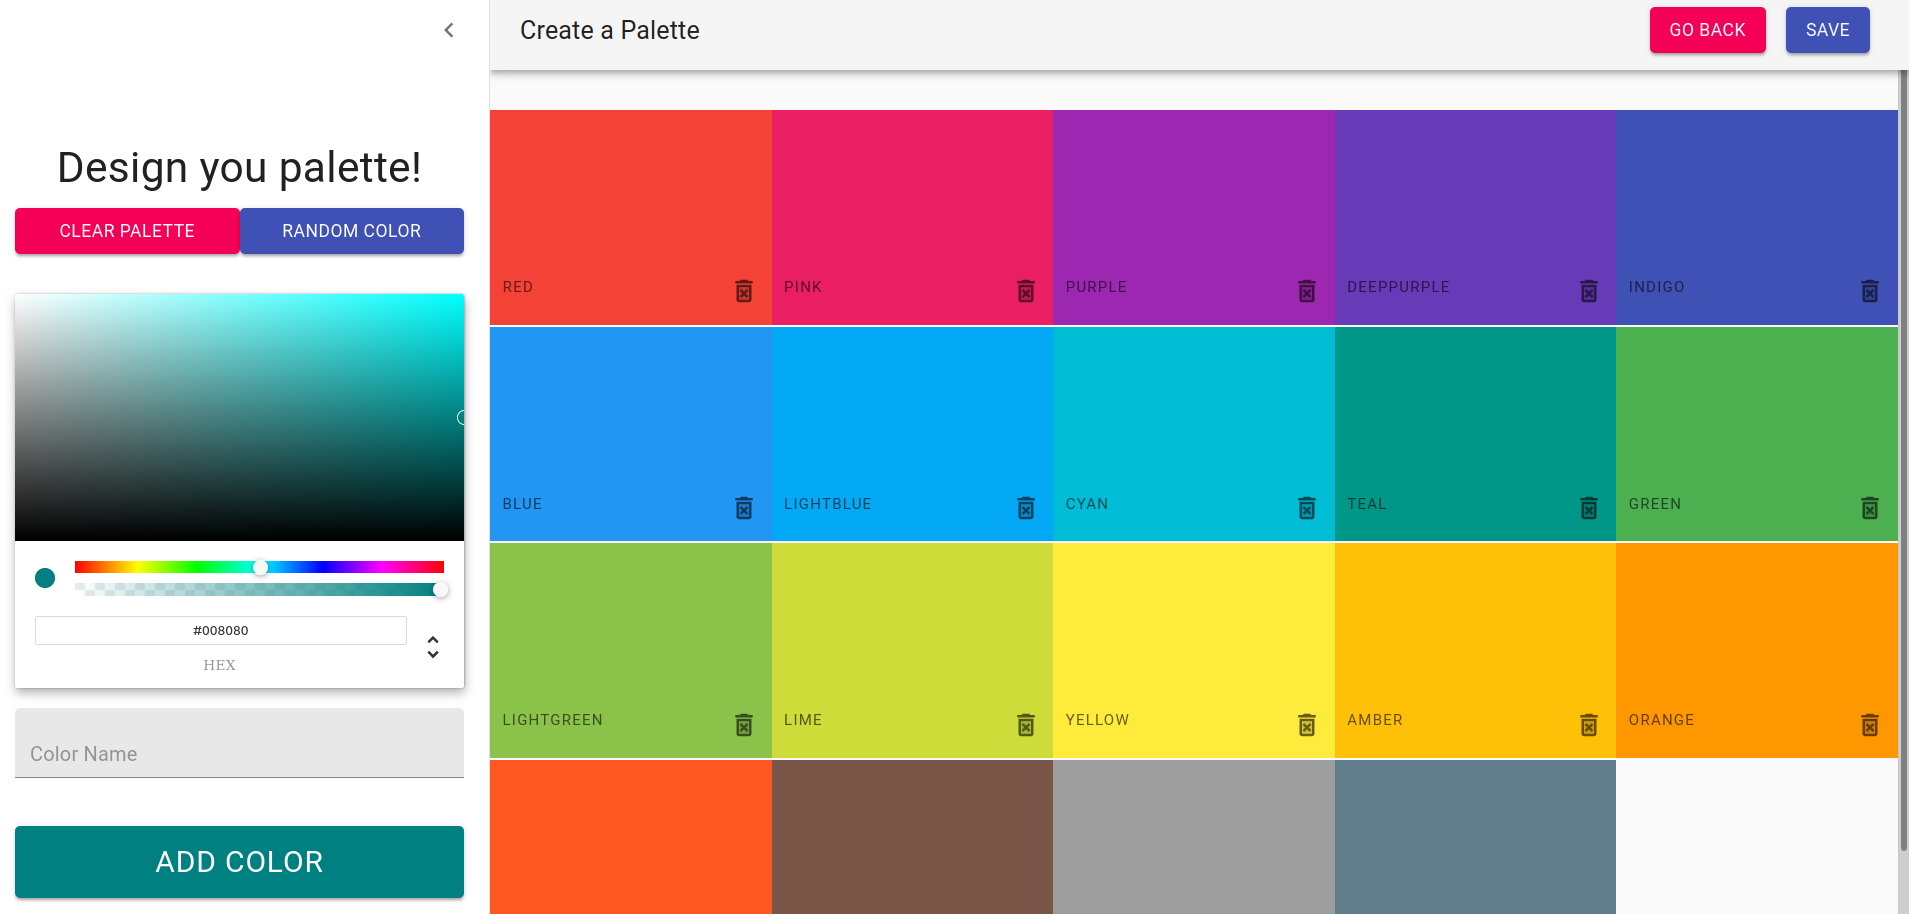 Create a Palette
GO BACK
SAVE
Design you palette!
CLEAR PALETTE
RANDOM COLOR
#008080
HEX
Color Name
ADD COLOR
RED
PINK
PURPLE
DEEPPURPLE
INDIGO
BLUE
LIGHTBLUE
CYAN
TEAL
GREEN
LIGHTGREEN
LIME
YELLOW
AMBER
ORANGE